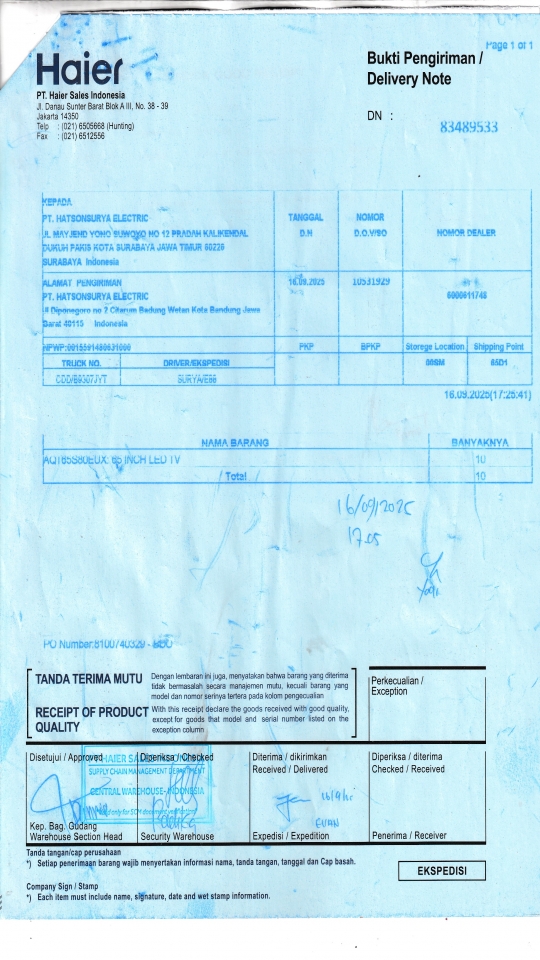 Page 1 of 1
Haier
Bukti Pengiriman /
Delivery Note
PT. Haier Sales Indonesia
Jl. Danau Sunter Barat Blok A III, No. 38 - 39
Jakarta 14350
Telp : (021) 6505668 (Hunting)
Fax : (021) 6512556
DN :
83489533
KEPADA
PT. HATSONSURYA ELECTRIC
TANGGAL
D.N
NOMOR
D.O.V/SO
NOMOR DEALER
JL MAYJEND YONO SUWOYO NO 12 PRADAH KALIKENDAL
DUKUH PAKIS KOTA SURABAYA JAWA TIMUR 60226
SURABAYA Indonesia
ALAMAT PENGIRIMAN
16.09.2025
10531929
PT. HATSONSURYA ELECTRIC
Jl Diponegoro no 2 Citarum Badung Wetan Kota Bandung Jawa
Barat 40115 Indonesia
PKP
BPKP
Storege Location
Shipping Point
TRUCK NO.
DRIVER/EKSPEDISI
16.09.2025(17:25:41)
NAMA BARANG
BANYAKNYA
AQT65S80EUX: 65 INCH LED TV
10
Total
10
16/09/2025
PO Number:8100740329 -
TANDA TERIMA MUTU
Dengan lembaran ini juga, menyatakan bahwa barang yang diterima
tidak bermasalah secara manajemen mutu, kecuali barang yang
model dan nomor serinya tertera pada kolom pengecualian
RECEIPT OF PRODUCT
QUALITY
With this receipt declare the goods received with good quality,
except for goods that model and serial number listed on the
exception column
Perkecualian /
Exception
Disetujui / Approved
Diperiksa / Checked
Diterima / dikirimkan
Received / Delivered
Diperiksa / diterima
Checked / Received
SUPPLY CHAIN MANAGEMENT DEPARTMENT
CENTRAL WAREHOUSE-INDONESIA
EVAN
Kep. Bag. Gudang
Warehouse Section Head
Security Warehouse
Expedisi / Expedition
Penerima / Receiver
Tanda tangan/cap perusahaan
*) Setiap penerimaan barang wajib menyertakan informasi nama, tanda tangan, tanggal dan Cap basah.
EKSPEDISI
Company Sign / Stamp
*) Each item must include name, signature, date and wet stamp information.